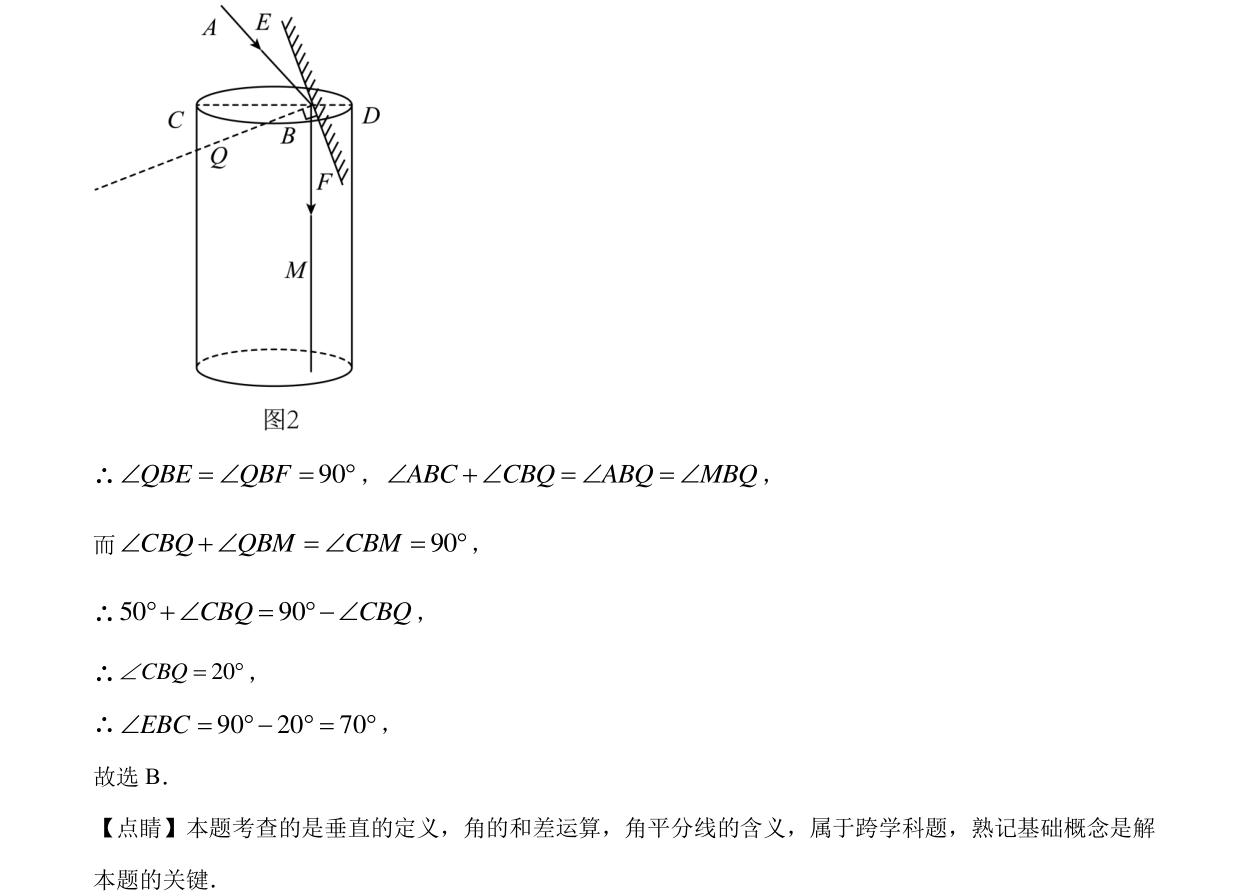 A E
C D
B
Q
F
M
图2
∴∠QBE=∠QBF=90°，∠ABC+∠CBQ=∠ABQ=∠MBQ，
而∠CBQ+∠QBM=∠CBM=90°，
∴50°+∠CBQ=90°−∠CBQ，
∴∠CBQ=20°，
∴∠EBC=90°−20°=70°，
故选 B．
【点睛】本题考查的是垂直的定义，角的和差运算，角平分线的含义，属于跨学科题，熟记基础概念是解
本题的关键．